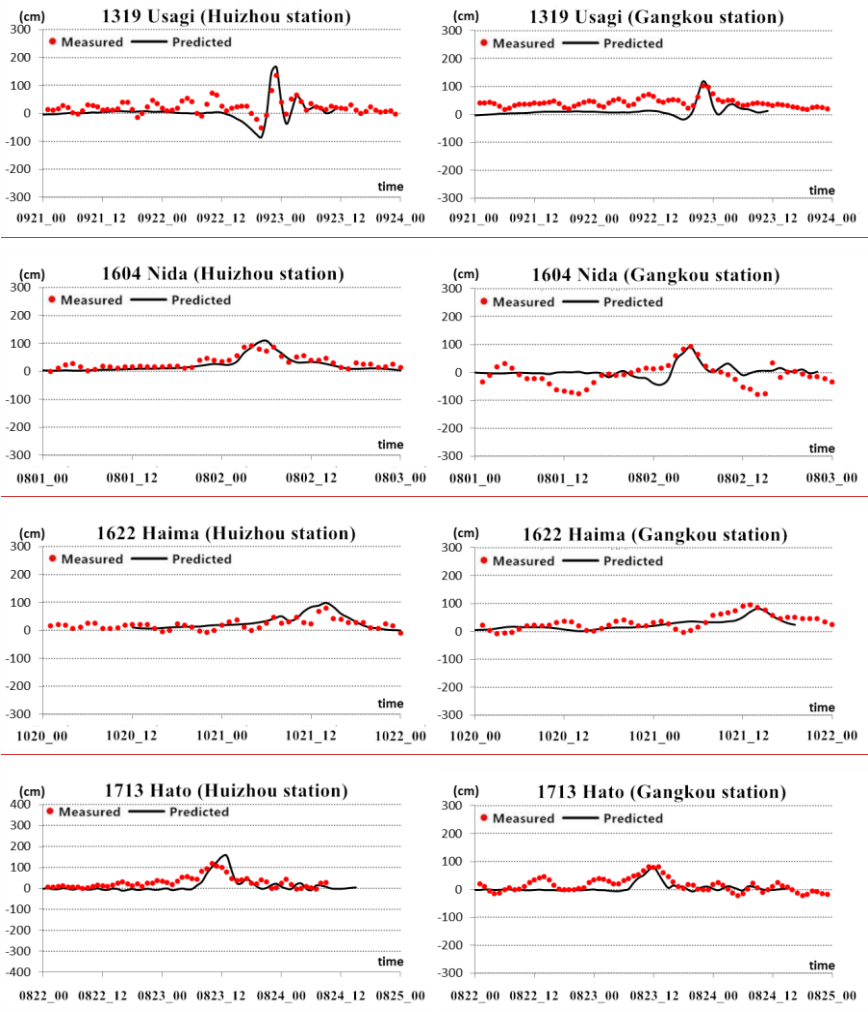 (cm) 1319 Usagi (Huizhou station)
300
Measured Predicted
200
100
0
-100
-200
time
-300
0921_00 0921_12 0922_00 0922_12 0923_00 0923_12 0924_00
(cm) 1319 Usagi (Gangkou station)
300
Measured Predicted
200
100
0
-100
-200
time
-300
0921_00 0921_12 0922_00 0922_12 0923_00 0923_12 0924_00
(cm) 1604 Nida (Huizhou station)
300
Measured Predicted
200
100
0
-100
-200
time
-300
0801_00 0801_12 0802_00 0802_12 0803_00
(cm) 1604 Nida (Gangkou station)
300
Measured Predicted
200
100
0
-100
-200
time
-300
0801_00 0801_12 0802_00 0802_12 0803_00
(cm) 1622 Haima (Huizhou station)
300
Measured Predicted
200
100
0
-100
-200
time
-300
1020_00 1020_12 1021_00 1021_12 1022_00
(cm) 1622 Haima (Gangkou station)
300
Measured Predicted
200
100
0
-100
-200
time
-300
1020_00 1020_12 1021_00 1021_12 1022_00
(cm) 1713 Hato (Huizhou station)
400
Measured Predicted
300
200
100
0
-100
-200
-300
time
-400
0822_00 0822_12 0823_00 0823_12 0824_00 0824_12 0825_00
(cm) 1713 Hato (Gangkou station)
300
Measured Predicted
200
100
0
-100
-200
time
-300
0822_00 0822_12 0823_00 0823_12 0824_00 0824_12 0825_00